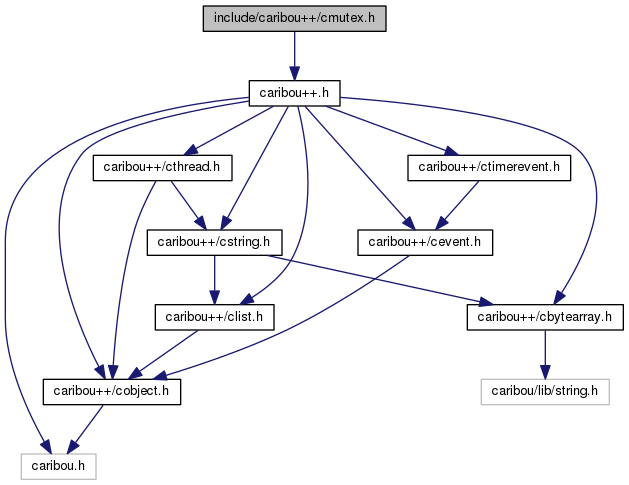 include/caribou++/cmutex.h
caribou++.h
caribou++/cthread.h
caribou++/ctimerevent.h
caribou++/cstring.h
caribou++/cevent.h
caribou++/clist.h
caribou++/cbytearray.h
caribou++/cobject.h
caribou/lib/string.h
caribou.h